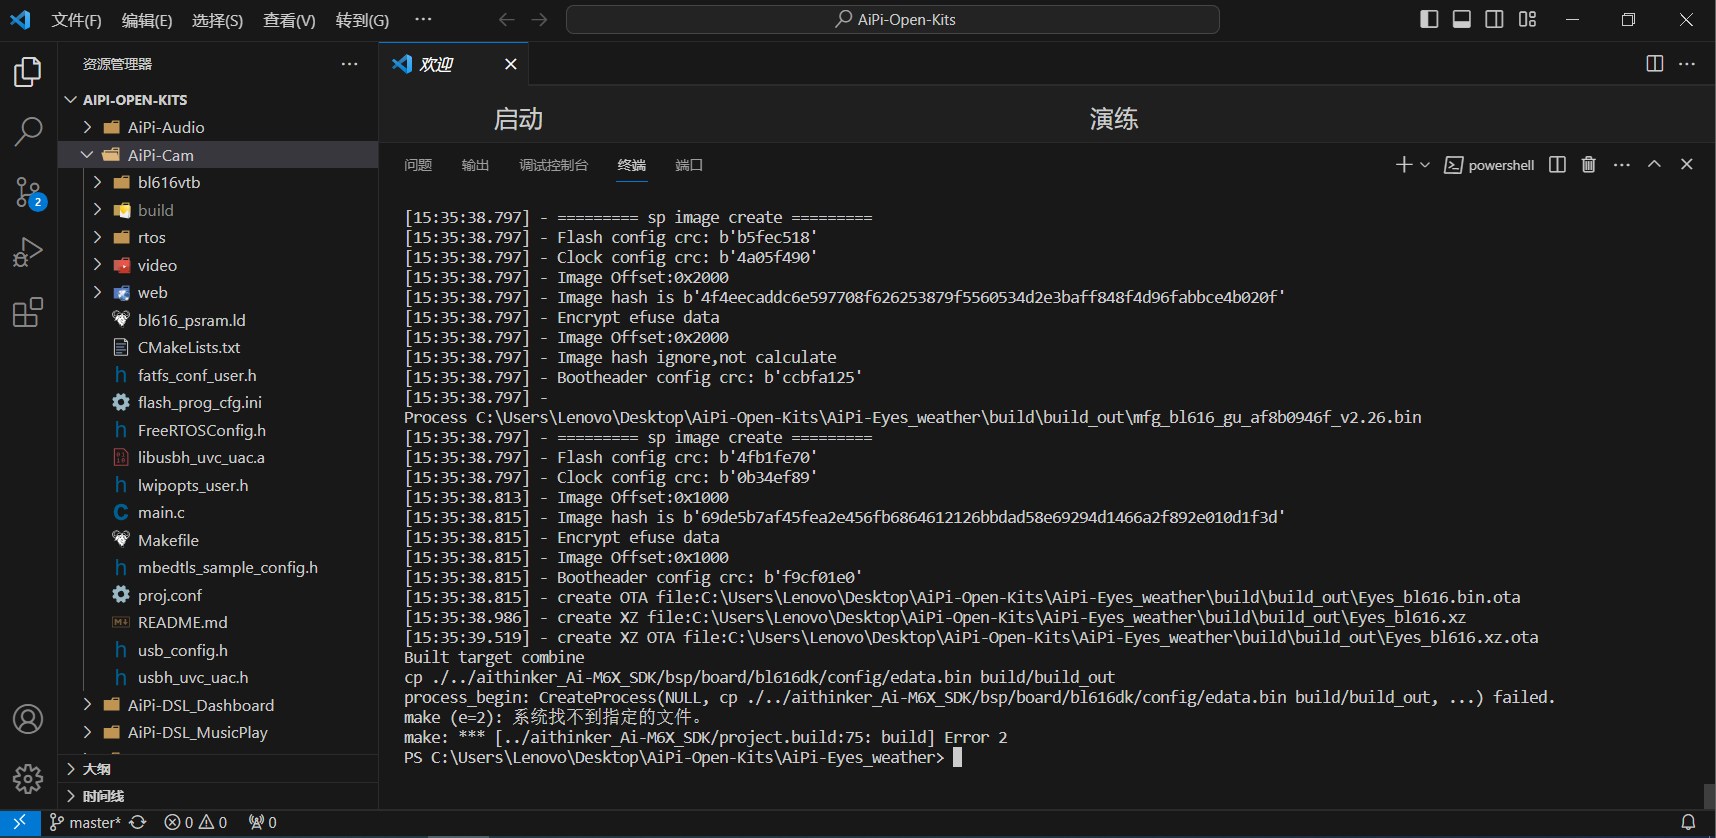 文件(F) 编辑(E) 选择(S) 查看(V) 转到(G) ··· AiPi-Open-Kits
资源管理器 ···
欢迎
AIPI-OPEN-KITS
AiPi-Audio
AiPi-Cam
bl616vtb
build
rtos
video
web
bl616_psram.ld
CMakeLists.txt
fatfs_conf_user.h
flash_prog_cfg.ini
FreeRTOSConfig.h
libusbh_uvc_uac.a
lwipopts_user.h
main.c
Makefile
mbedtls_sample_config.h
proj.conf
README.md
usb_config.h
usbh_uvc_uac.h
AiPi-DSL_Dashboard
AiPi-DSL_MusicPlay
大纲
时间线
2
启动 演练
问题 输出 调试控制台 终端 端口 powershell
[15:35:38.797] - ========= sp image create =========
[15:35:38.797] - Flash config crc: b'b5fec518'
[15:35:38.797] - Clock config crc: b'4a05f490'
[15:35:38.797] - Image Offset:0x2000
[15:35:38.797] - Image hash is b'4f4eecaddc6e597708f626253879f5560534d2e3baff848f4d96fabbce4b020f'
[15:35:38.797] - Encrypt efuse data
[15:35:38.797] - Image Offset:0x2000
[15:35:38.797] - Image hash ignore,not calculate
[15:35:38.797] - Bootheader config crc: b'ccbfa125'
[15:35:38.797] -
Process C:\Users\Lenovo\Desktop\AiPi-Open-Kits\AiPi-Eyes_weather\build\build_out\mfg_bl616_gu_af8b0946f_v2.26.bin
[15:35:38.797] - ========= sp image create =========
[15:35:38.797] - Flash config crc: b'4fb1fe70'
[15:35:38.797] - Clock config crc: b'0b34ef89'
[15:35:38.813] - Image Offset:0x1000
[15:35:38.815] - Image hash is b'69de5b7af45fea2e456fb6864612126bbdad58e69294d1466a2f892e010d1f3d'
[15:35:38.815] - Encrypt efuse data
[15:35:38.815] - Image Offset:0x1000
[15:35:38.815] - Bootheader config crc: b'f9cf01e0'
[15:35:38.815] - create OTA file:C:\Users\Lenovo\Desktop\AiPi-Open-Kits\AiPi-Eyes_weather\build\build_out\Eyes_bl616.bin.ota
[15:35:38.986] - create XZ file:C:\Users\Lenovo\Desktop\AiPi-Open-Kits\AiPi-Eyes_weather\build\build_out\Eyes_bl616.xz
[15:35:39.519] - create XZ OTA file:C:\Users\Lenovo\Desktop\AiPi-Open-Kits\AiPi-Eyes_weather\build\build_out\Eyes_bl616.xz.ota
Built target combine
cp ./../aithinker_Ai-M6X_SDK/bsp/board/bl616dk/config/edata.bin build/build_out
process_begin: CreateProcess(NULL, cp ./../aithinker_Ai-M6X_SDK/bsp/board/bl616dk/config/edata.bin build/build_out, ...) failed.
make (e=2): 系统找不到指定的文件。
make: *** [../aithinker_Ai-M6X_SDK/project.build:75: build] Error 2
PS C:\Users\Lenovo\Desktop\AiPi-Open-Kits\AiPi-Eyes_weather>
master* 0 0 0